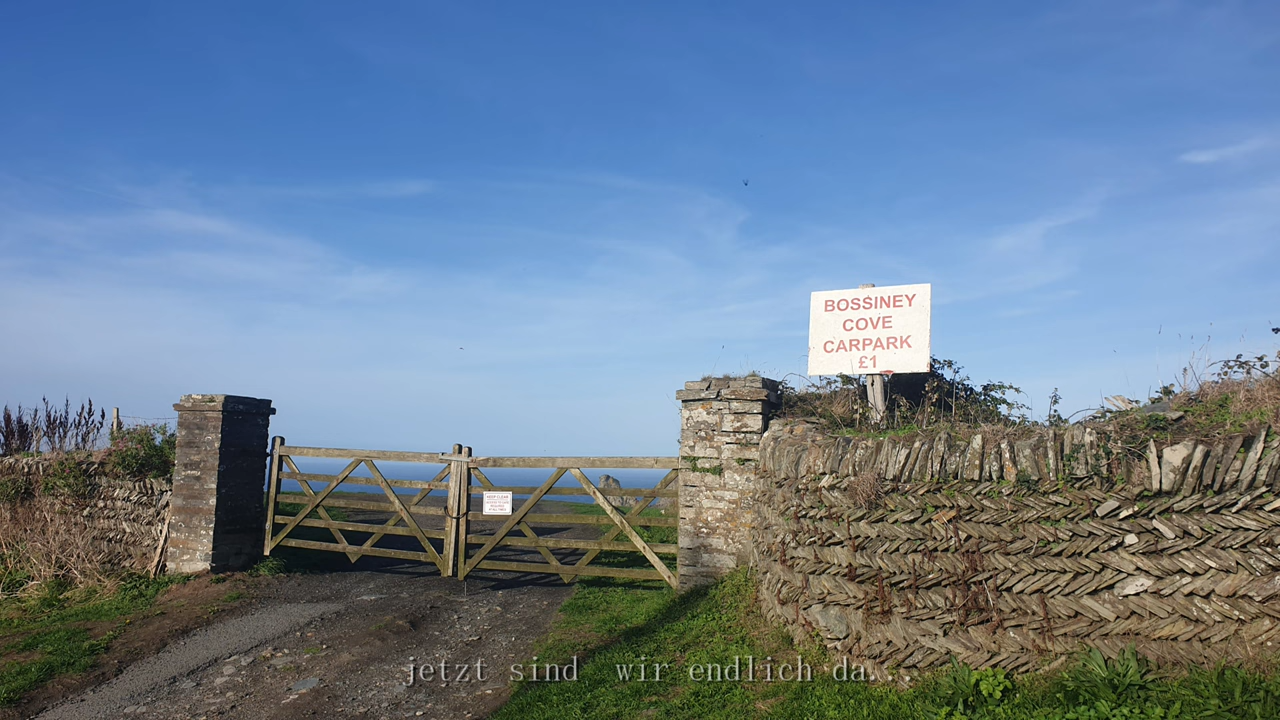 BOSSINEY
COVE
CARPARK
£1
KEEP CLEAR
jetzt sind  wir endlich da...